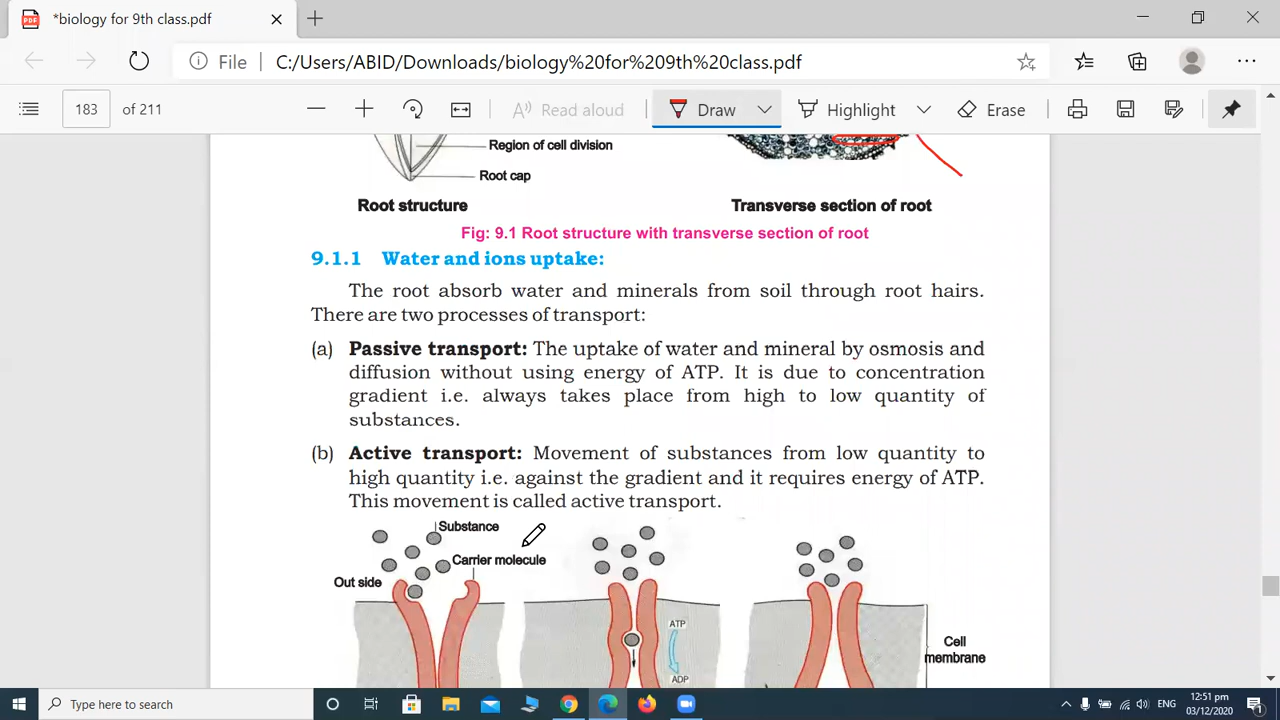 *biology for 9th class.pdf
File
C:/Users/ABID/Downloads/biology%20for%209th%20class.pdf
183 of 211
Read aloud
Draw
Highlight
Erase
Region of cell division
Root cap
Root structure
Transverse section of root
Fig: 9.1 Root structure with transverse section of root
9.1.1 Water and ions uptake:
The root absorb water and minerals from soil through root hairs.
There are two processes of transport:
(a) Passive transport: The uptake of water and mineral by osmosis and
diffusion without using energy of ATP. It is due to concentration
gradient i.e. always takes place from high to low quantity of
substances.
(b) Active transport: Movement of substances from low quantity to
high quantity i.e. against the gradient and it requires energy of ATP.
This movement is called active transport.
Substance
Carrier molecule
Out side
ATP
ADP
Cell
membrane
Type here to search
ENG
12:51 pm
03/12/2020
1